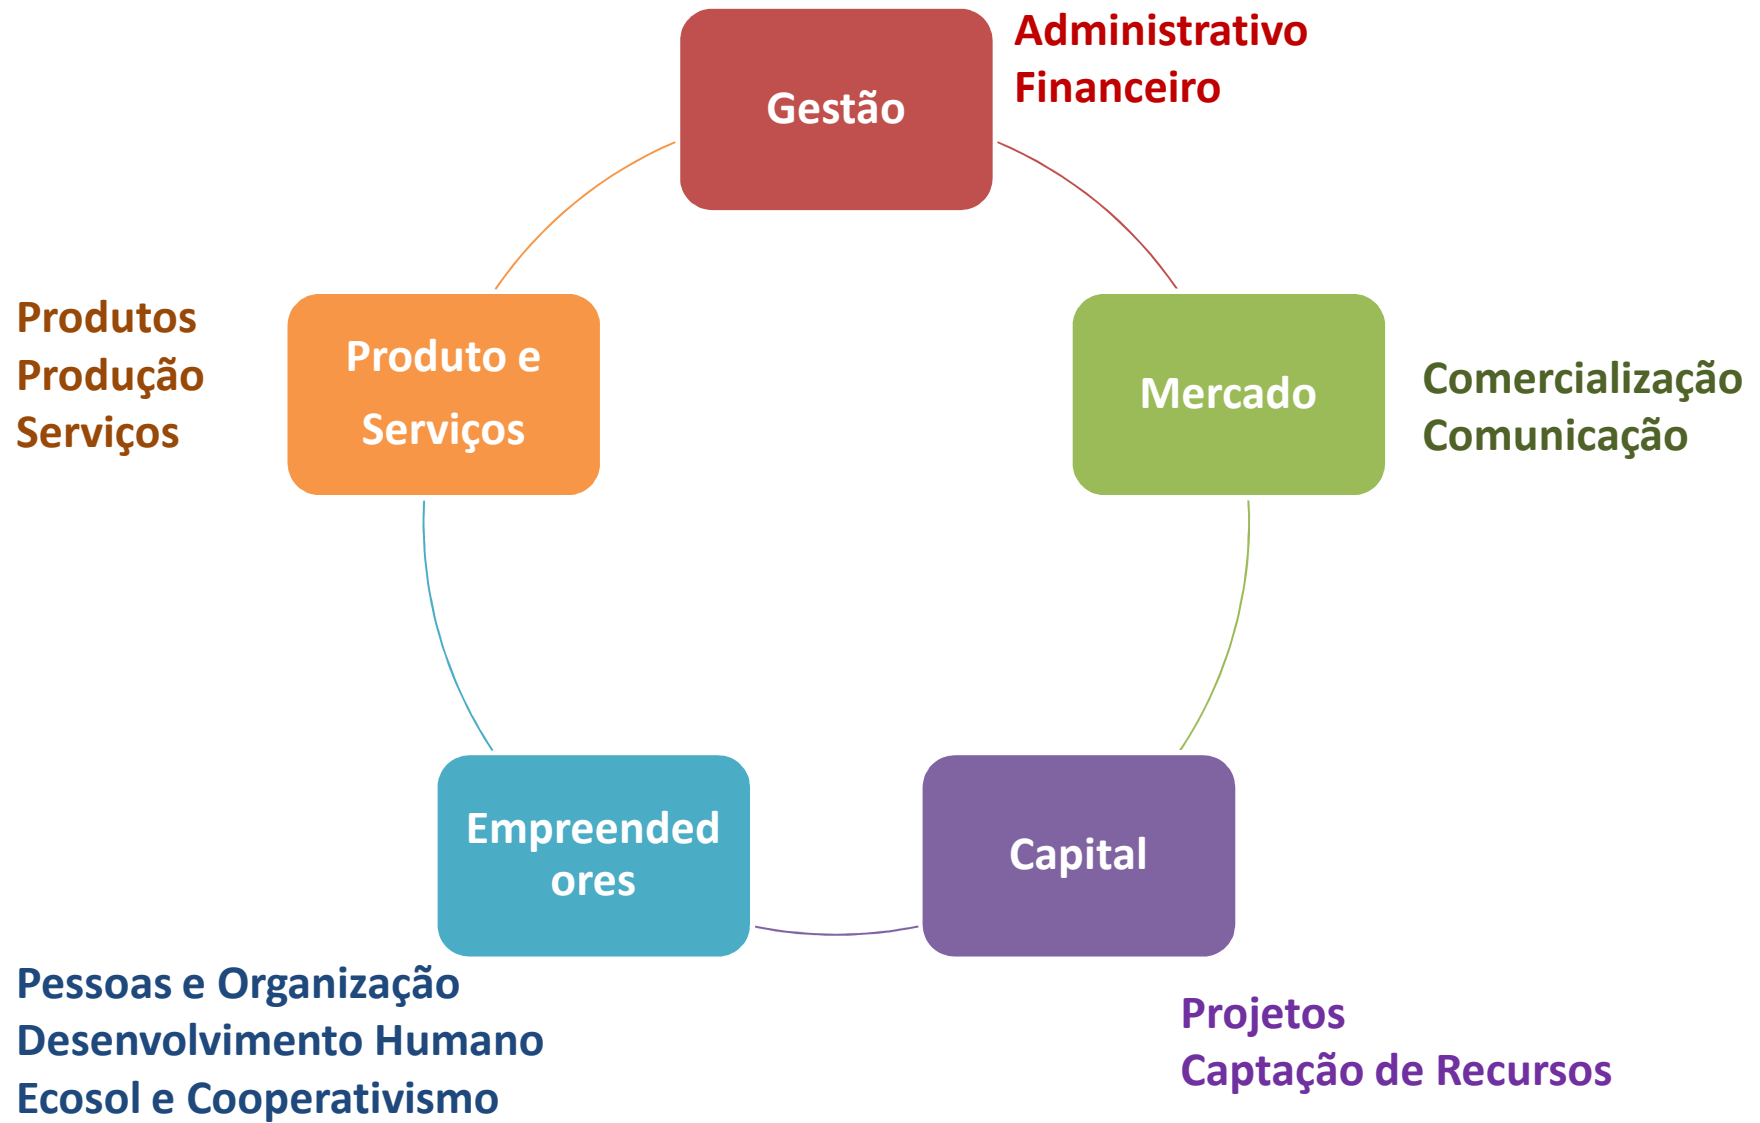 Gestão
Administrativo
Financeiro
Produtos
Produção
Serviços
Produto e
Serviços
Mercado
Comercialização
Comunicação
Empreended
ores
Capital
Pessoas e Organização
Desenvolvimento Humano
Ecosol e Cooperativismo
Projetos
Captação de Recursos